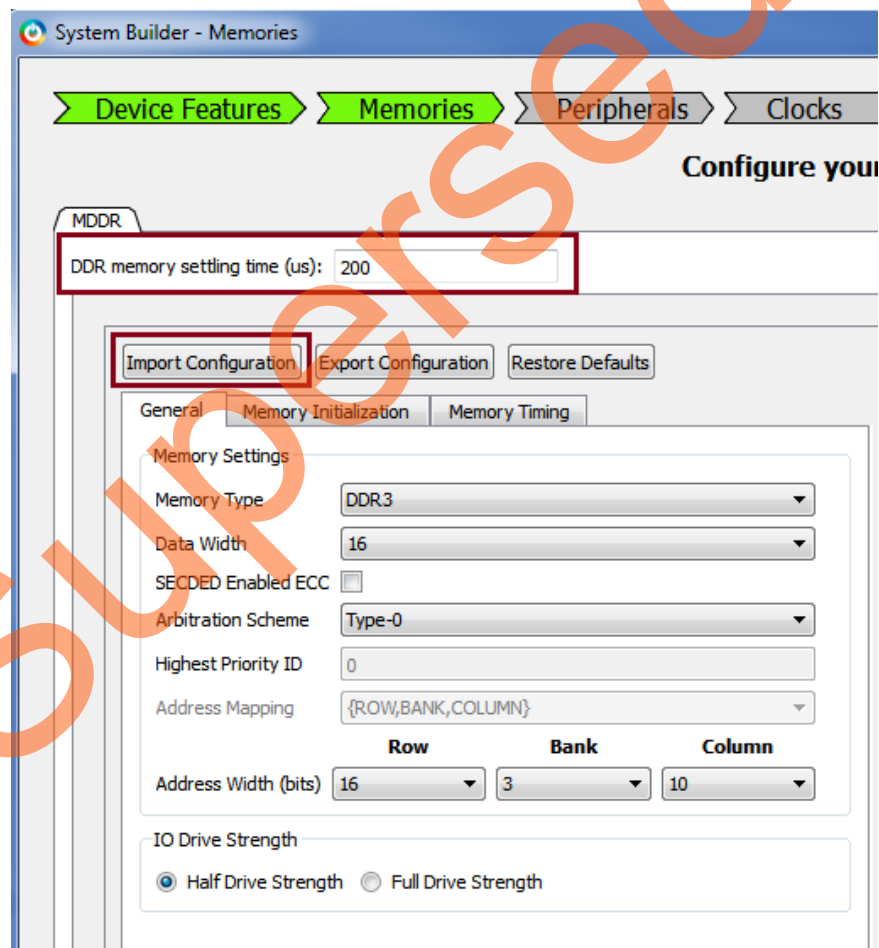 System Builder - Memories
Device Features Memories Peripherals Clocks
Configure your
MDDR
DDR memory settling time (us): 200
Import Configuration Export Configuration Restore Defaults
General Memory Initialization Memory Timing
Memory Settings
Memory Type DDR3
Data Width 16
SECDED Enabled ECC
Arbitration Scheme Type-0
Highest Priority ID 0
Address Mapping {ROW,BANK,COLUMN}
Row Bank Column
Address Width (bits) 16 3 10
IO Drive Strength
Half Drive Strength Full Drive Strength
Superse